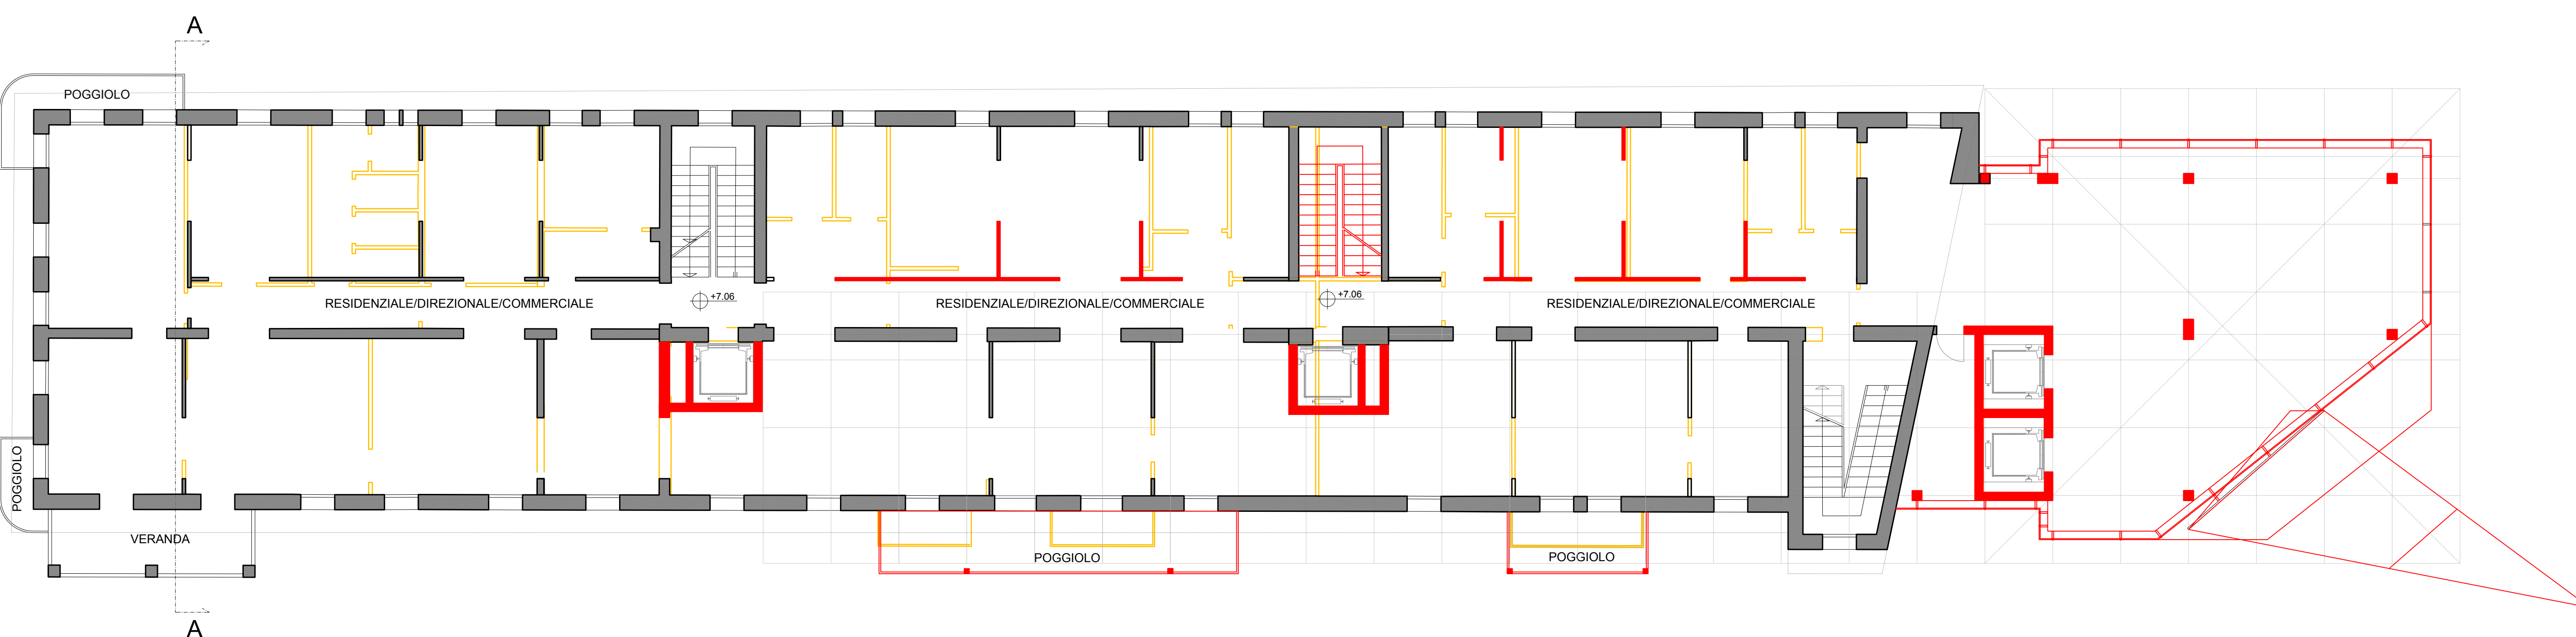 A
POGGIOLO
RESIDENZIALE/DIREZIONALE/COMMERCIALE
+7.06
RESIDENZIALE/DIREZIONALE/COMMERCIALE
+7.06
RESIDENZIALE/DIREZIONALE/COMMERCIALE
POGGIOLO
VERANDA
POGGIOLO
POGGIOLO
A